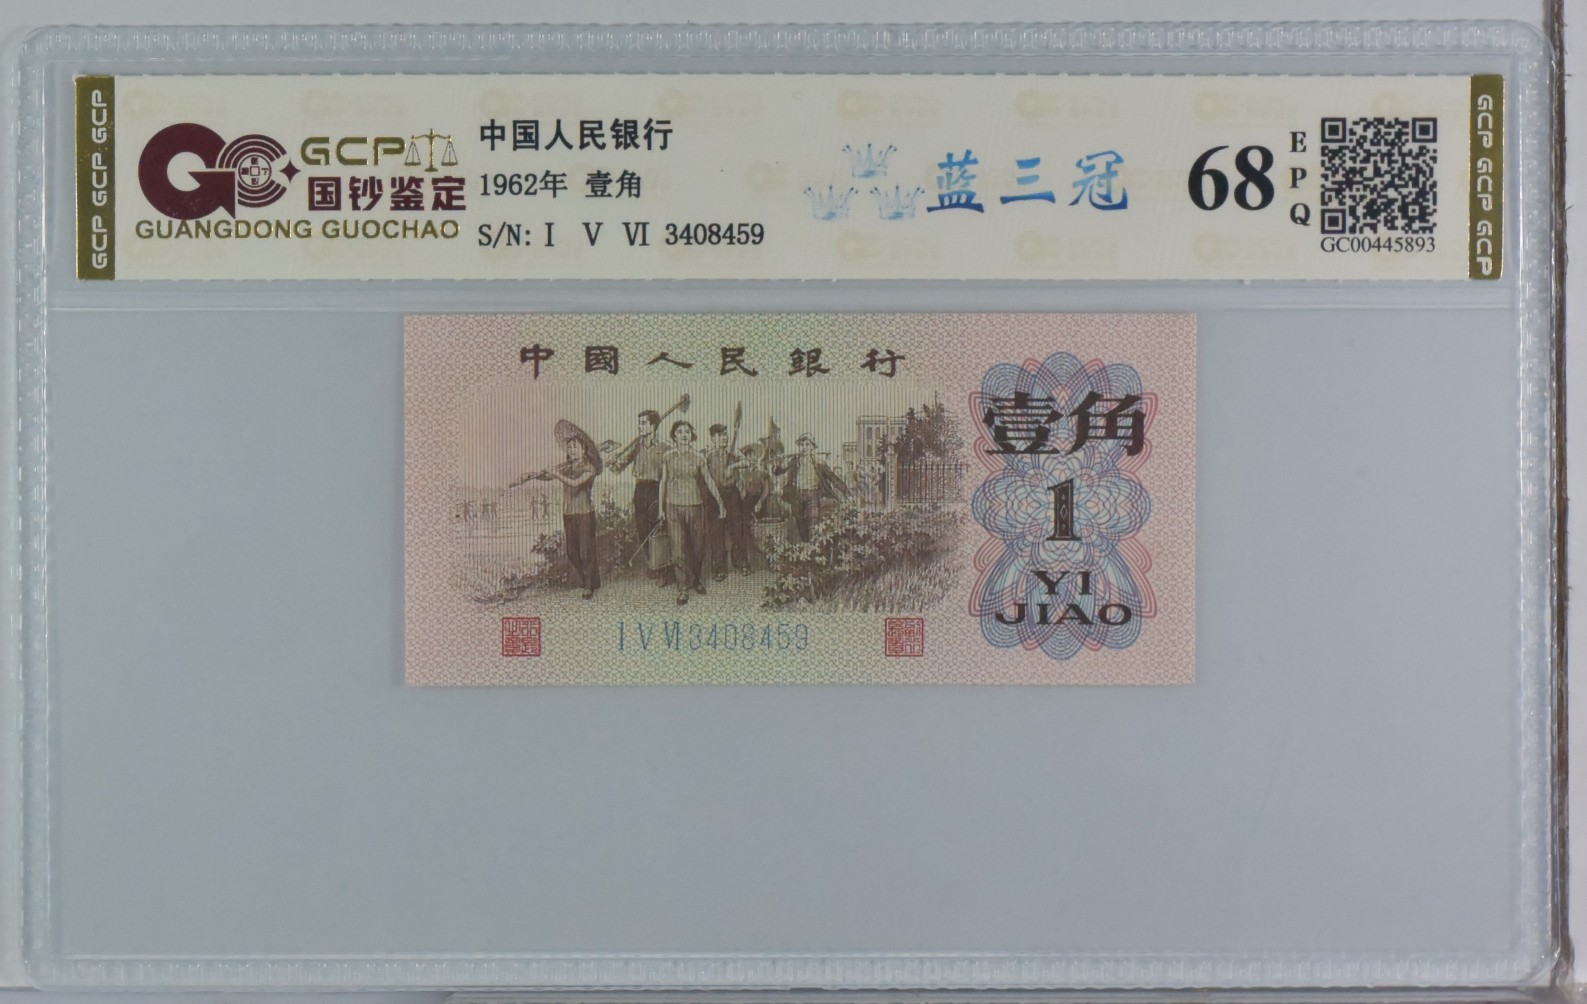 GCP GCP GCP
GCP
国钞鉴定
GUANGDONG GUOCHAO
中国人民银行
1962年 壹角
S/N: I V VI 3408459
蓝三冠
68
EPQ
GC00445893
GCP GCP GCP
中國人民銀行
壹角
1
YI
JIAO
I V VI 3408459